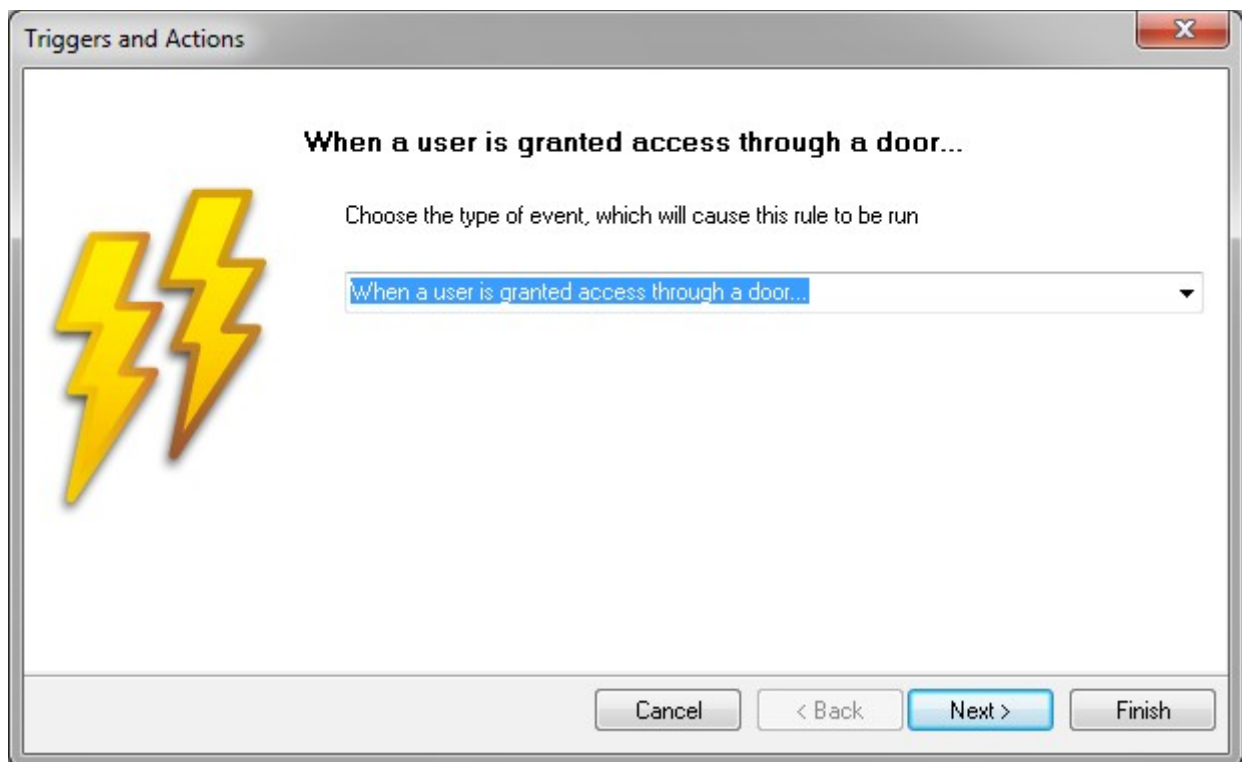 Triggers and Actions
When a user is granted access through a door...
Choose the type of event, which will cause this rule to be run
When a user is granted access through a door...
Cancel
< Back
Next >
Finish